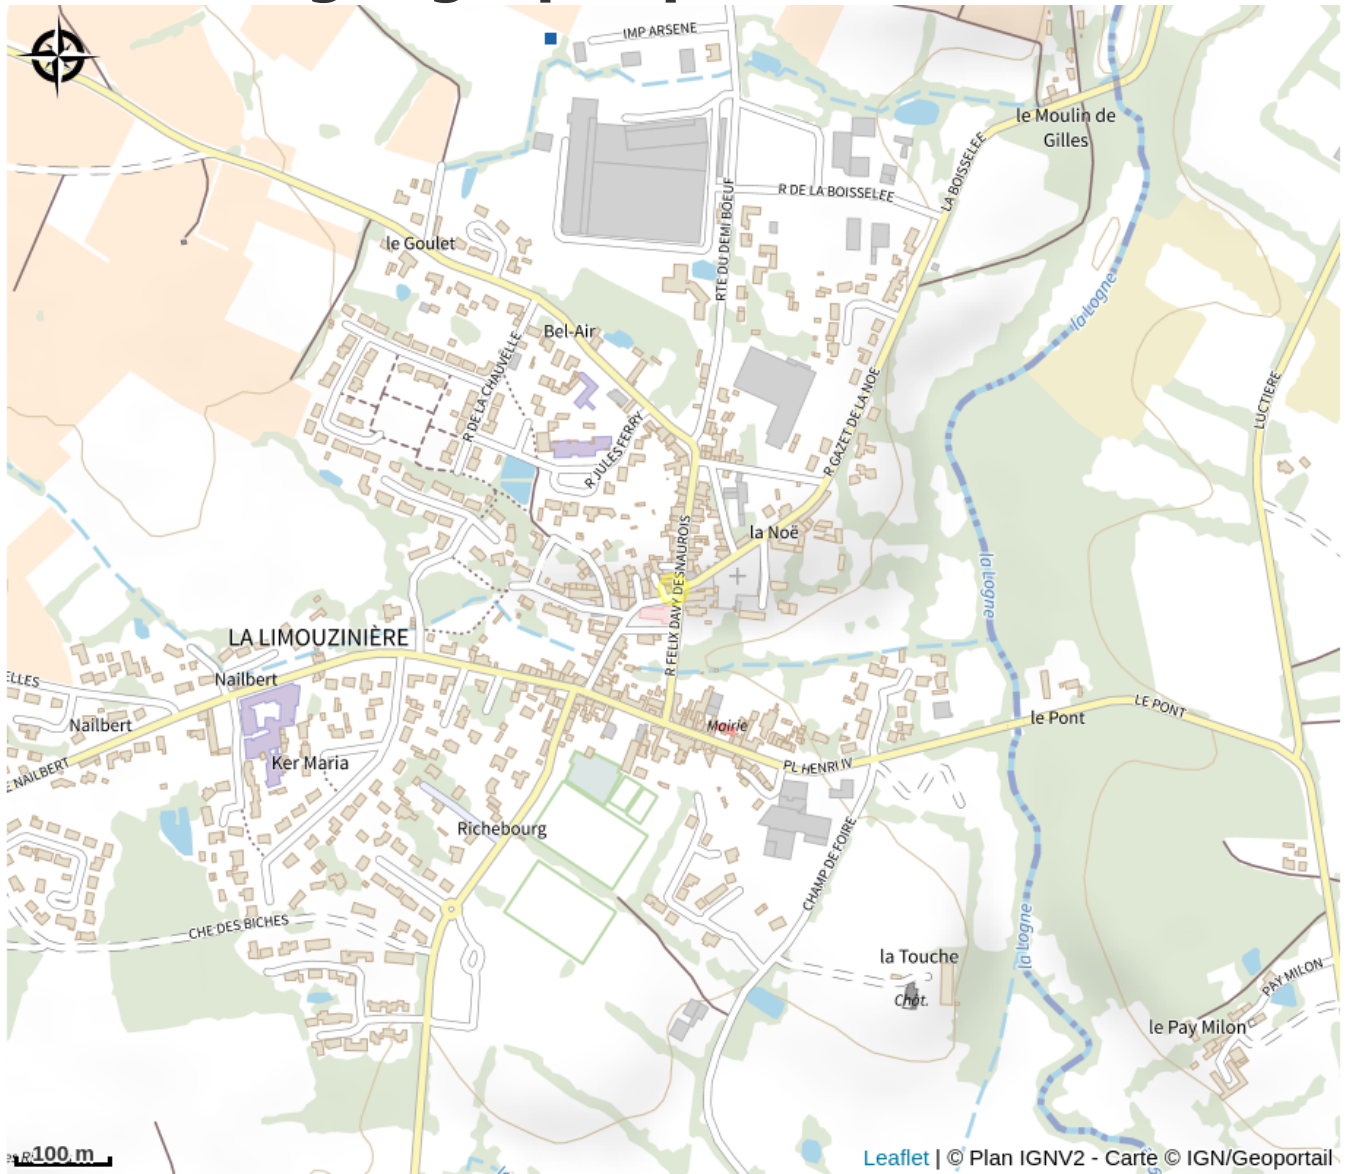 IMP ARSENE
le Moulin de
Gilles
LA BOISSELEE
R DE LA BOISSELEE
RTE DU DEMI BOEUF
le Goulet
la Logne
Bel-Air
R DE LA CHAUVELLE
R JULES FERRY
R GAZET DE LA NOE
LUCTIERE
la Noë
R FELIX DAVY DESNAUROIS
la Logne
LA LIMOUZINIÈRE
ELLES
Nailbert
Nailbert
E NAILBERT
Ker Maria
Mairie
le Pont
LE PONT
PL HENRI IV
Richebourg
CHAMP DE FOIRE
CHE DES BICHES
la Logne
la Touche
Chât.
PAY MILON
le Pay Milon
100 m
Leaflet | © Plan IGNV2 - Carte © IGN/Geoportail